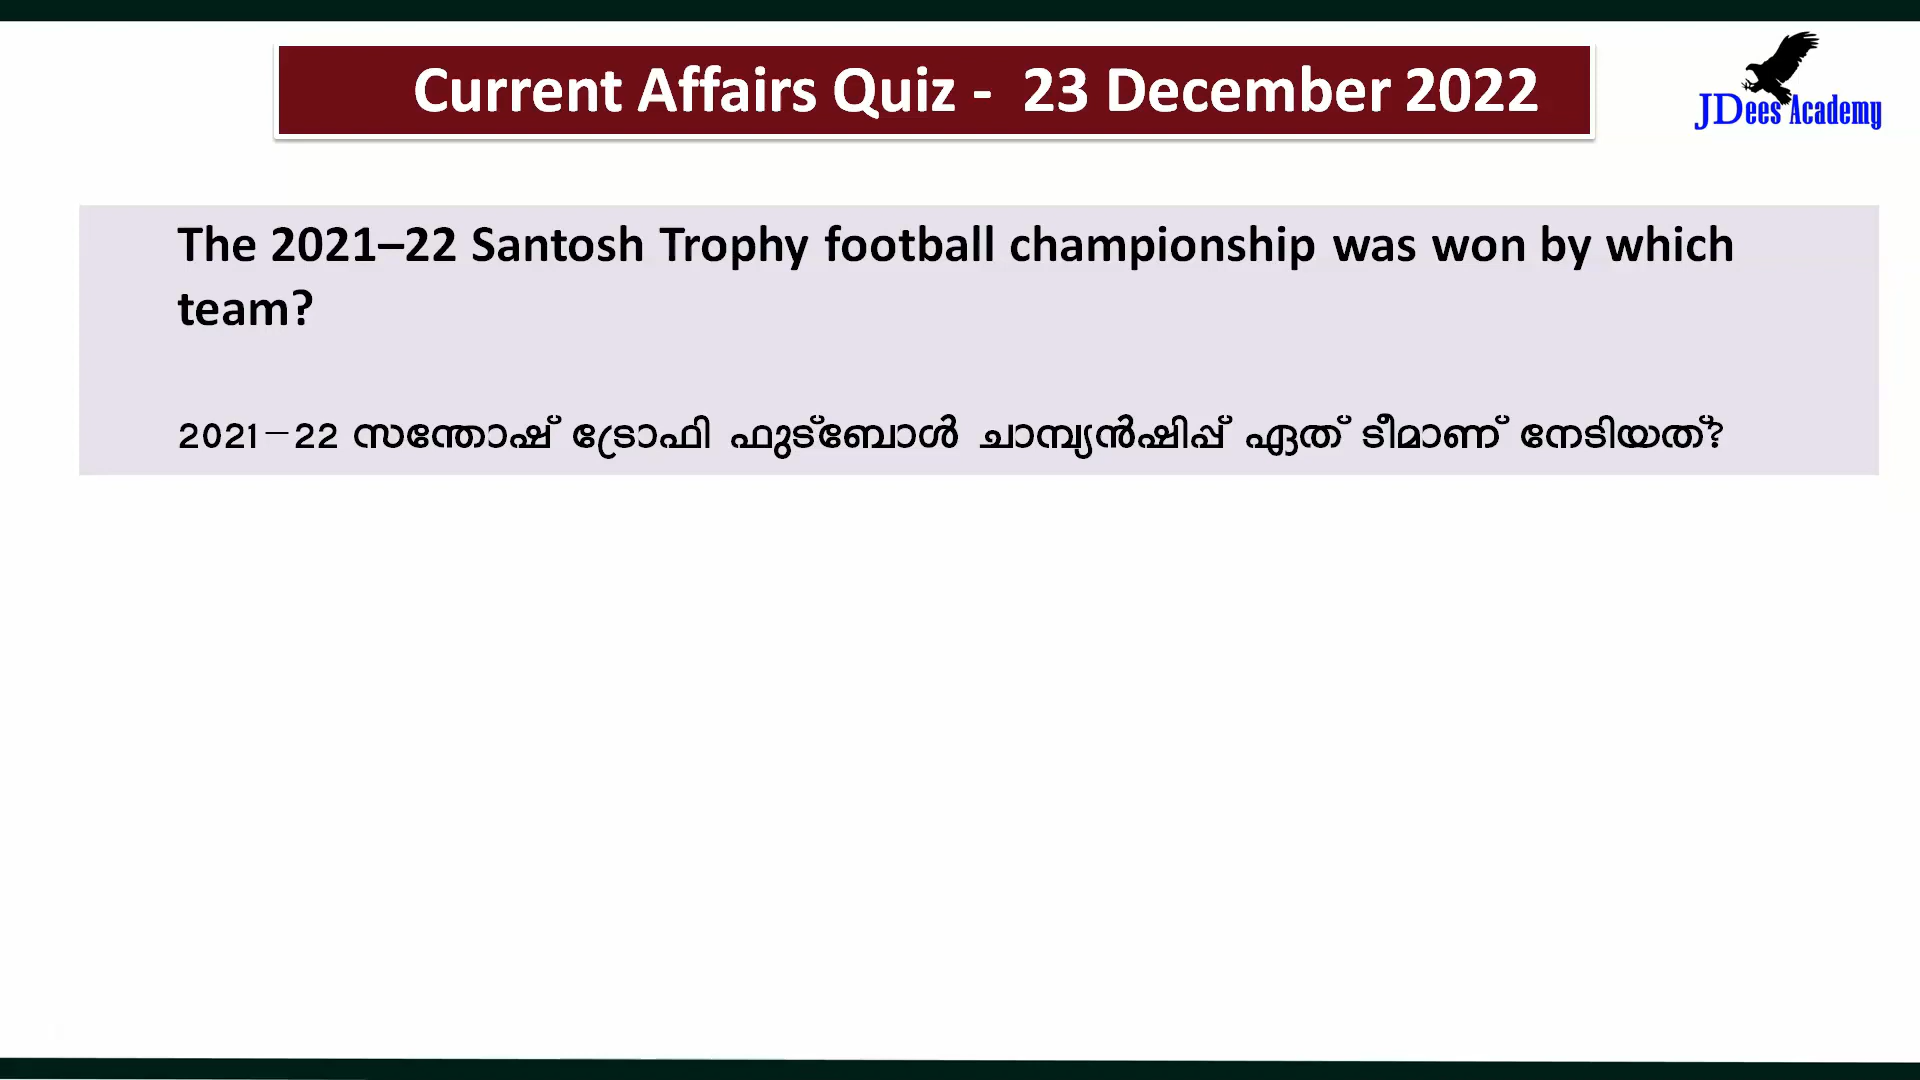 Current Affairs Quiz -  23 December 2022
JDees Academy
The 2021–22 Santosh Trophy football championship was won by which
team?
2021-22 സന്തോഷ് ട്രോഫി ഫുട്ബോൾ ചാമ്പ്യൻഷിപ്പ് ഏത് ടീമാണ് നേടിയത്?